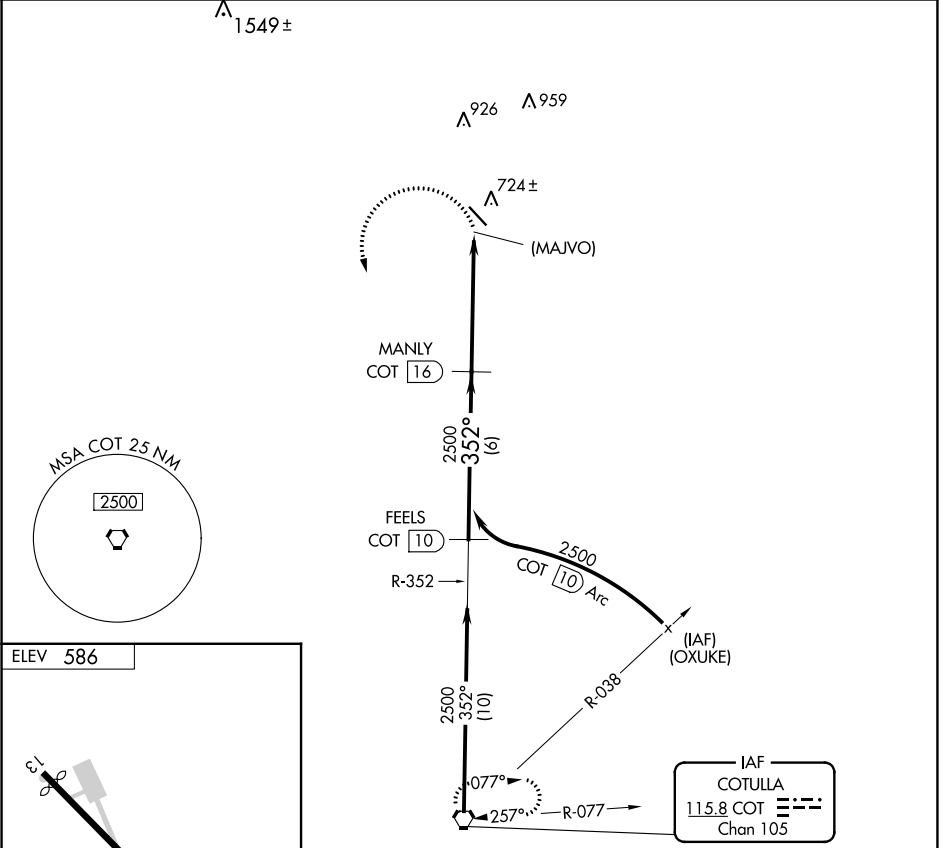 1549±
926
959
724±
(MAJVO)
MANLY
COT 16
2500
352°
(6)
MSA COT 25 NM
2500
FEELS
COT 10
2500
COT 10 Arc
R-352
(IAF)
(OXUKE)
ELEV 586
R-038
2500
352°
(10)
13
077°
257°
R-077
IAF
COTULLA
115.8 COT
Chan 105